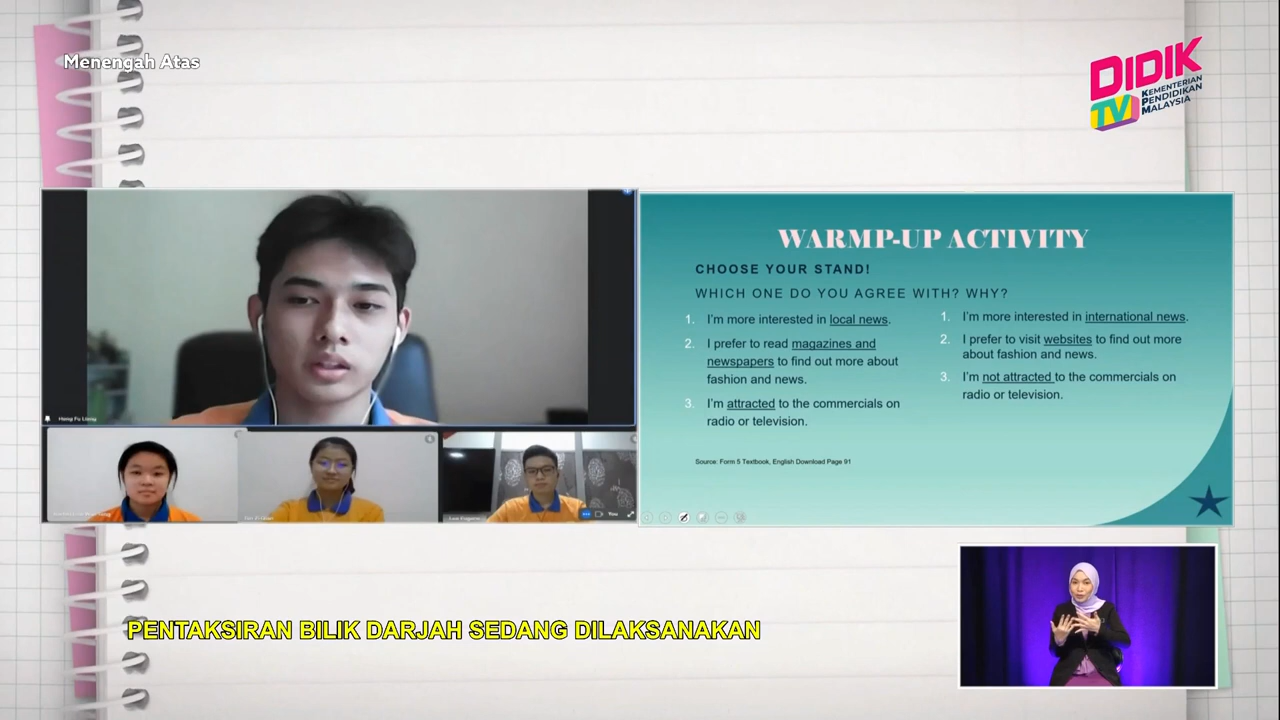 Menengah Atas
DIDIK
TV
KEMENTERIAN
PENDIDIKAN
MALAYSIA
Hong Fu Liang
WARMP-UP ACTIVITY
CHOOSE YOUR STAND!
WHICH ONE DO YOU AGREE WITH? WHY?
1. I'm more interested in local news.
2. I prefer to read magazines and
newspapers to find out more about
fashion and news.
3. I'm attracted to the commercials on
radio or television.
1. I'm more interested in international news.
2. I prefer to visit websites to find out more
about fashion and news.
3. I'm not attracted to the commercials on
radio or television.
Source: Form 5 Textbook, English Download Page 91
You
PENTAKSIRAN BILIK DARJAH SEDANG DILAKSANAKAN